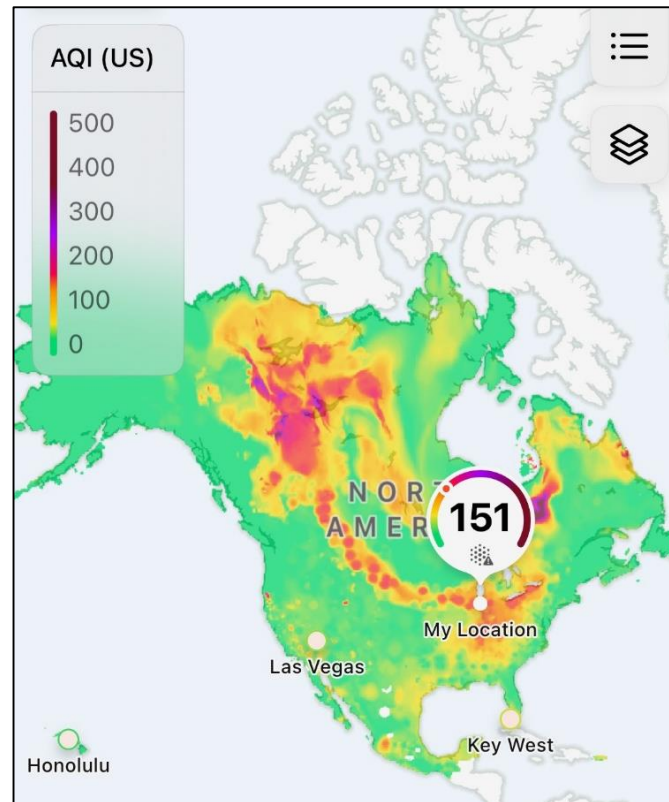 AQI (US)
500
400
300
200
100
0
NORT
AMER
151
My Location
Las Vegas
Key West
Honolulu